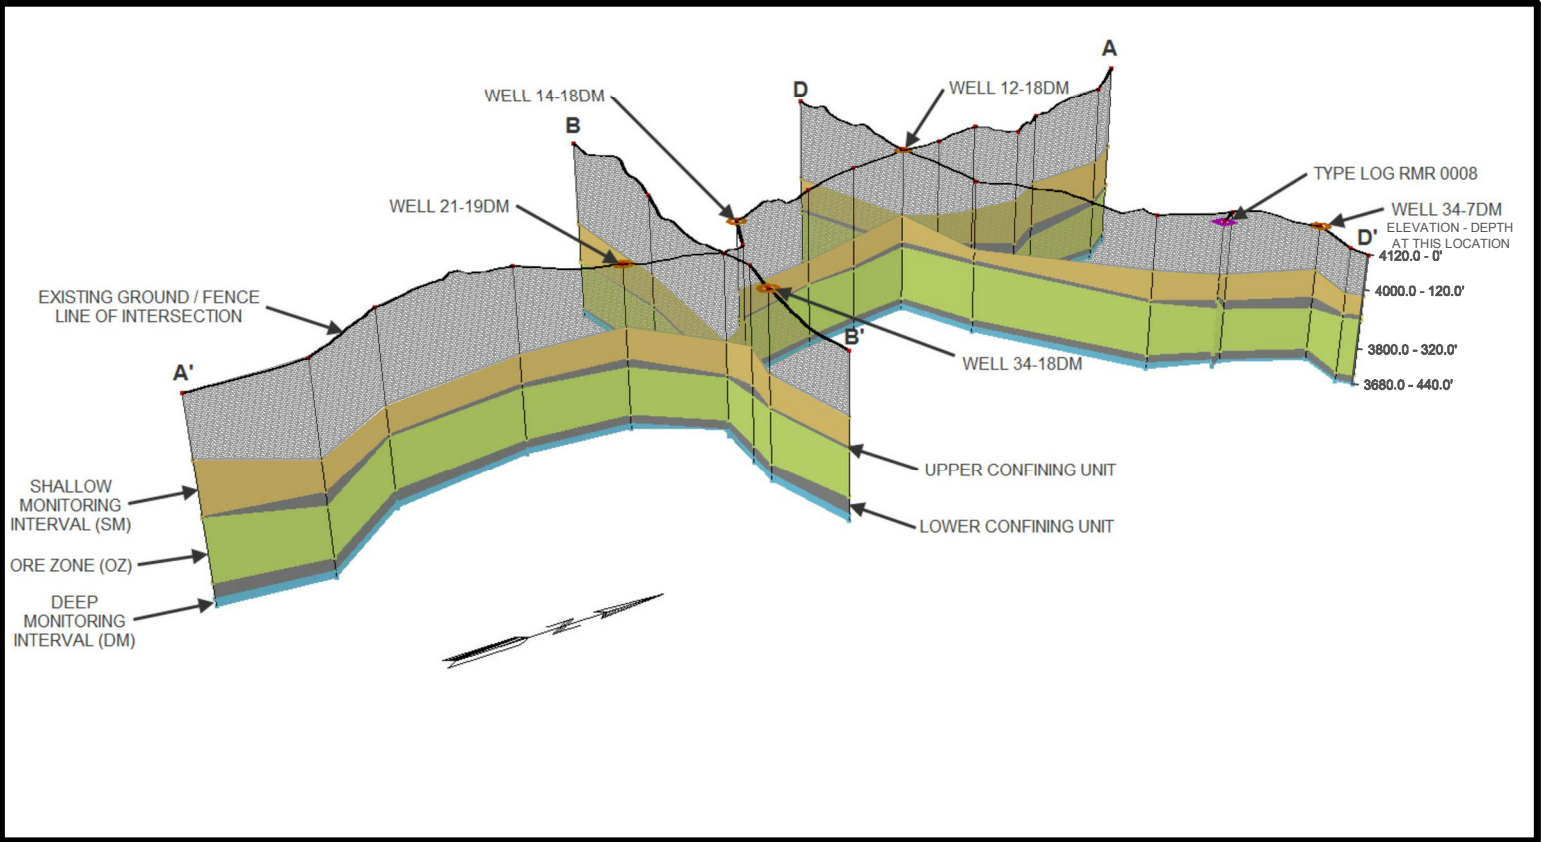 A
D
WELL 12-18DM
WELL 14-18DM
B
TYPE LOG RMR 0008
WELL 21-19DM
WELL 34-7DM
ELEVATION - DEPTH
AT THIS LOCATION
D'
4120.0 - 0'
4000.0 - 120.0'
EXISTING GROUND / FENCE
LINE OF INTERSECTION
B'
3800.0 - 320.0'
WELL 34-18DM
A'
3680.0 - 440.0'
UPPER CONFINING UNIT
SHALLOW
MONITORING
INTERVAL (SM)
LOWER CONFINING UNIT
ORE ZONE (OZ)
DEEP
MONITORING
INTERVAL (DM)
N